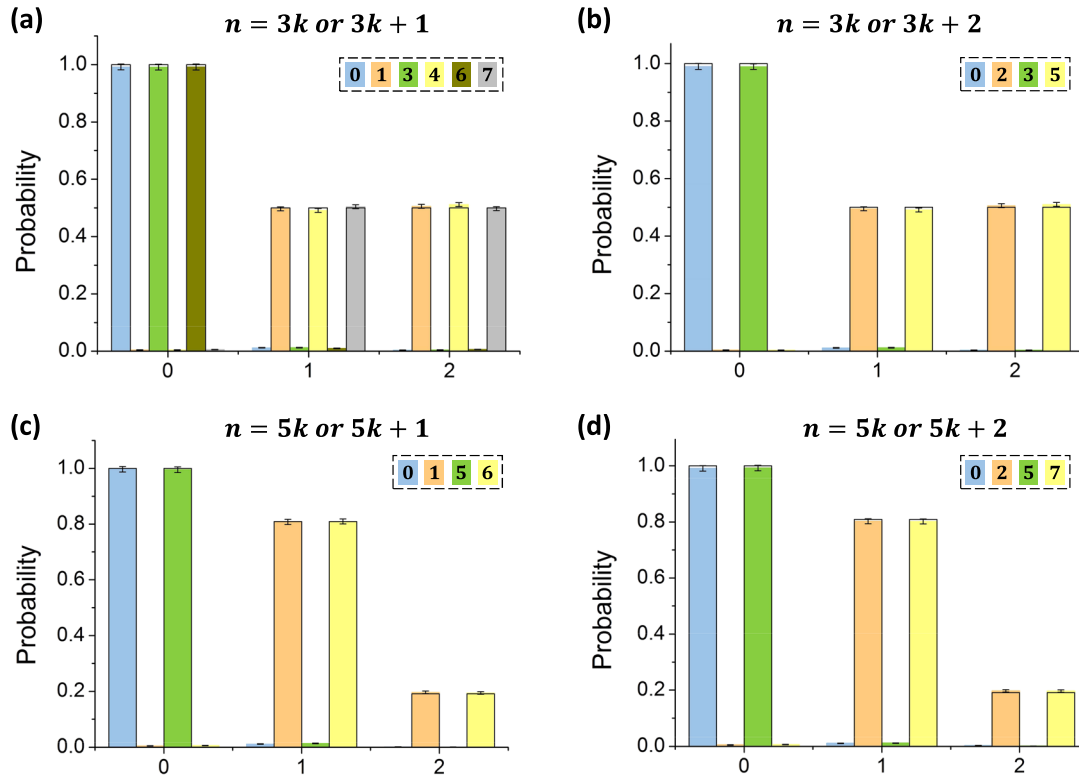 (a)
n = 3k or 3k + 1
0 1 3 4 6 7
Probability
1.0
0.8
0.6
0.4
0.2
0.0
0 1 2
(b)
n = 3k or 3k + 2
0 2 3 5
Probability
1.0
0.8
0.6
0.4
0.2
0.0
0 1 2
(c)
n = 5k or 5k + 1
0 1 5 6
Probability
1.0
0.8
0.6
0.4
0.2
0.0
0 1 2
(d)
n = 5k or 5k + 2
0 2 5 7
Probability
1.0
0.8
0.6
0.4
0.2
0.0
0 1 2